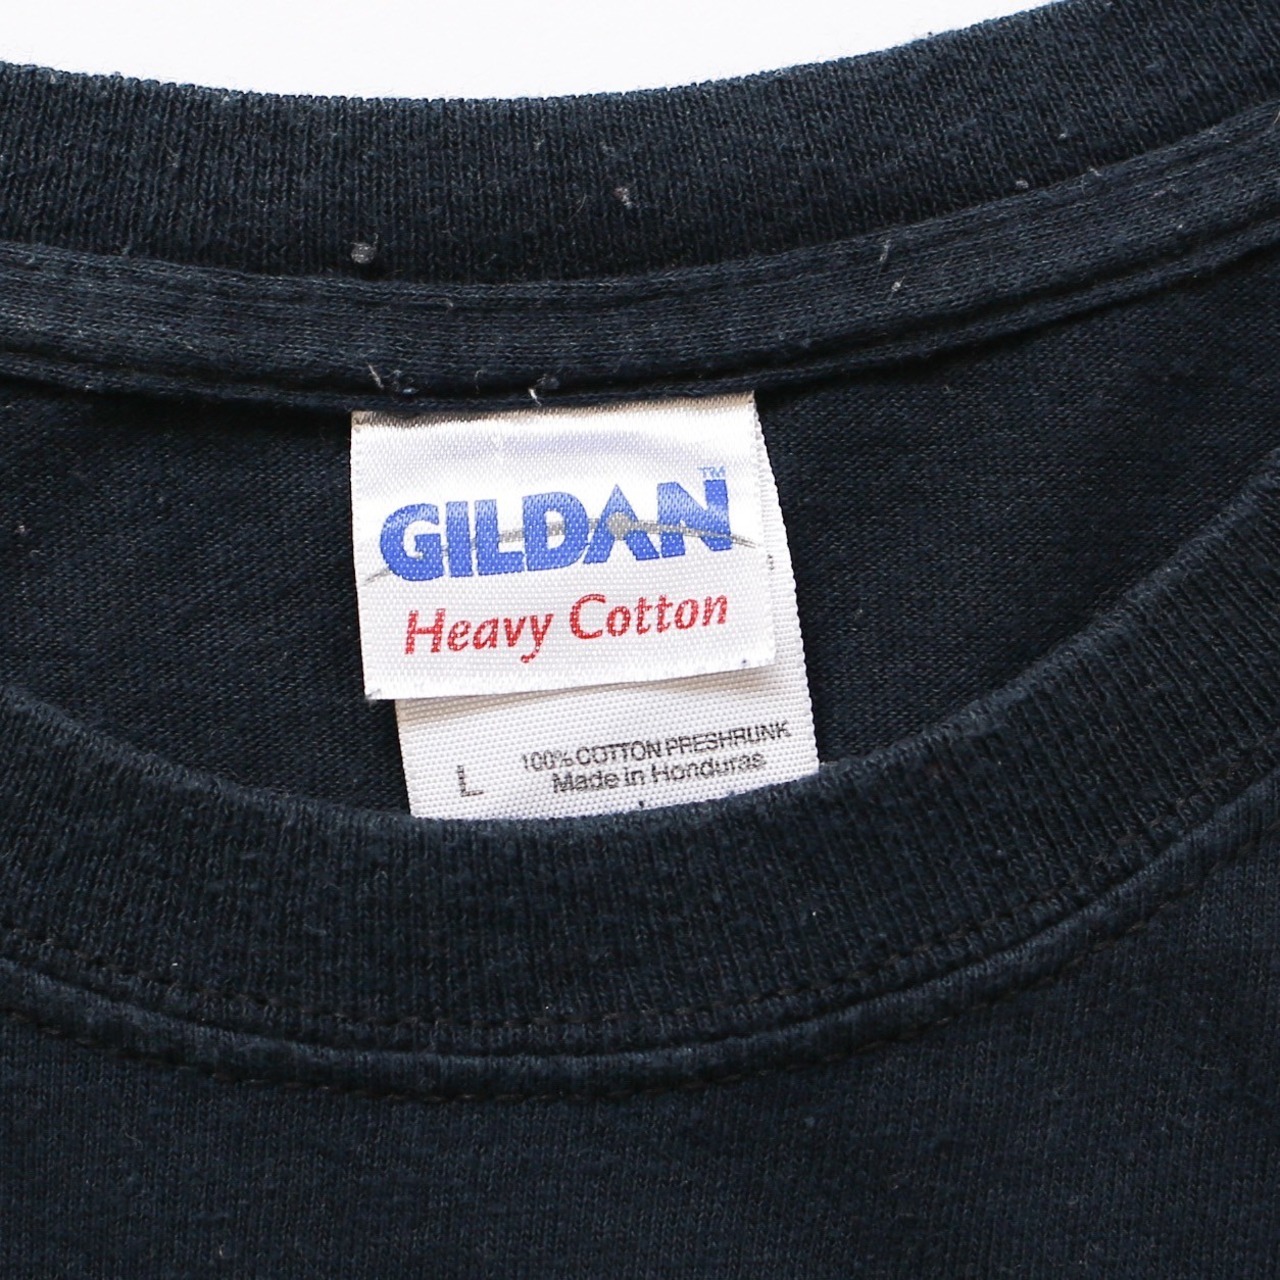 GILDAN™
Heavy Cotton
L
100% COTTON PRESHRUNK
Made in Honduras